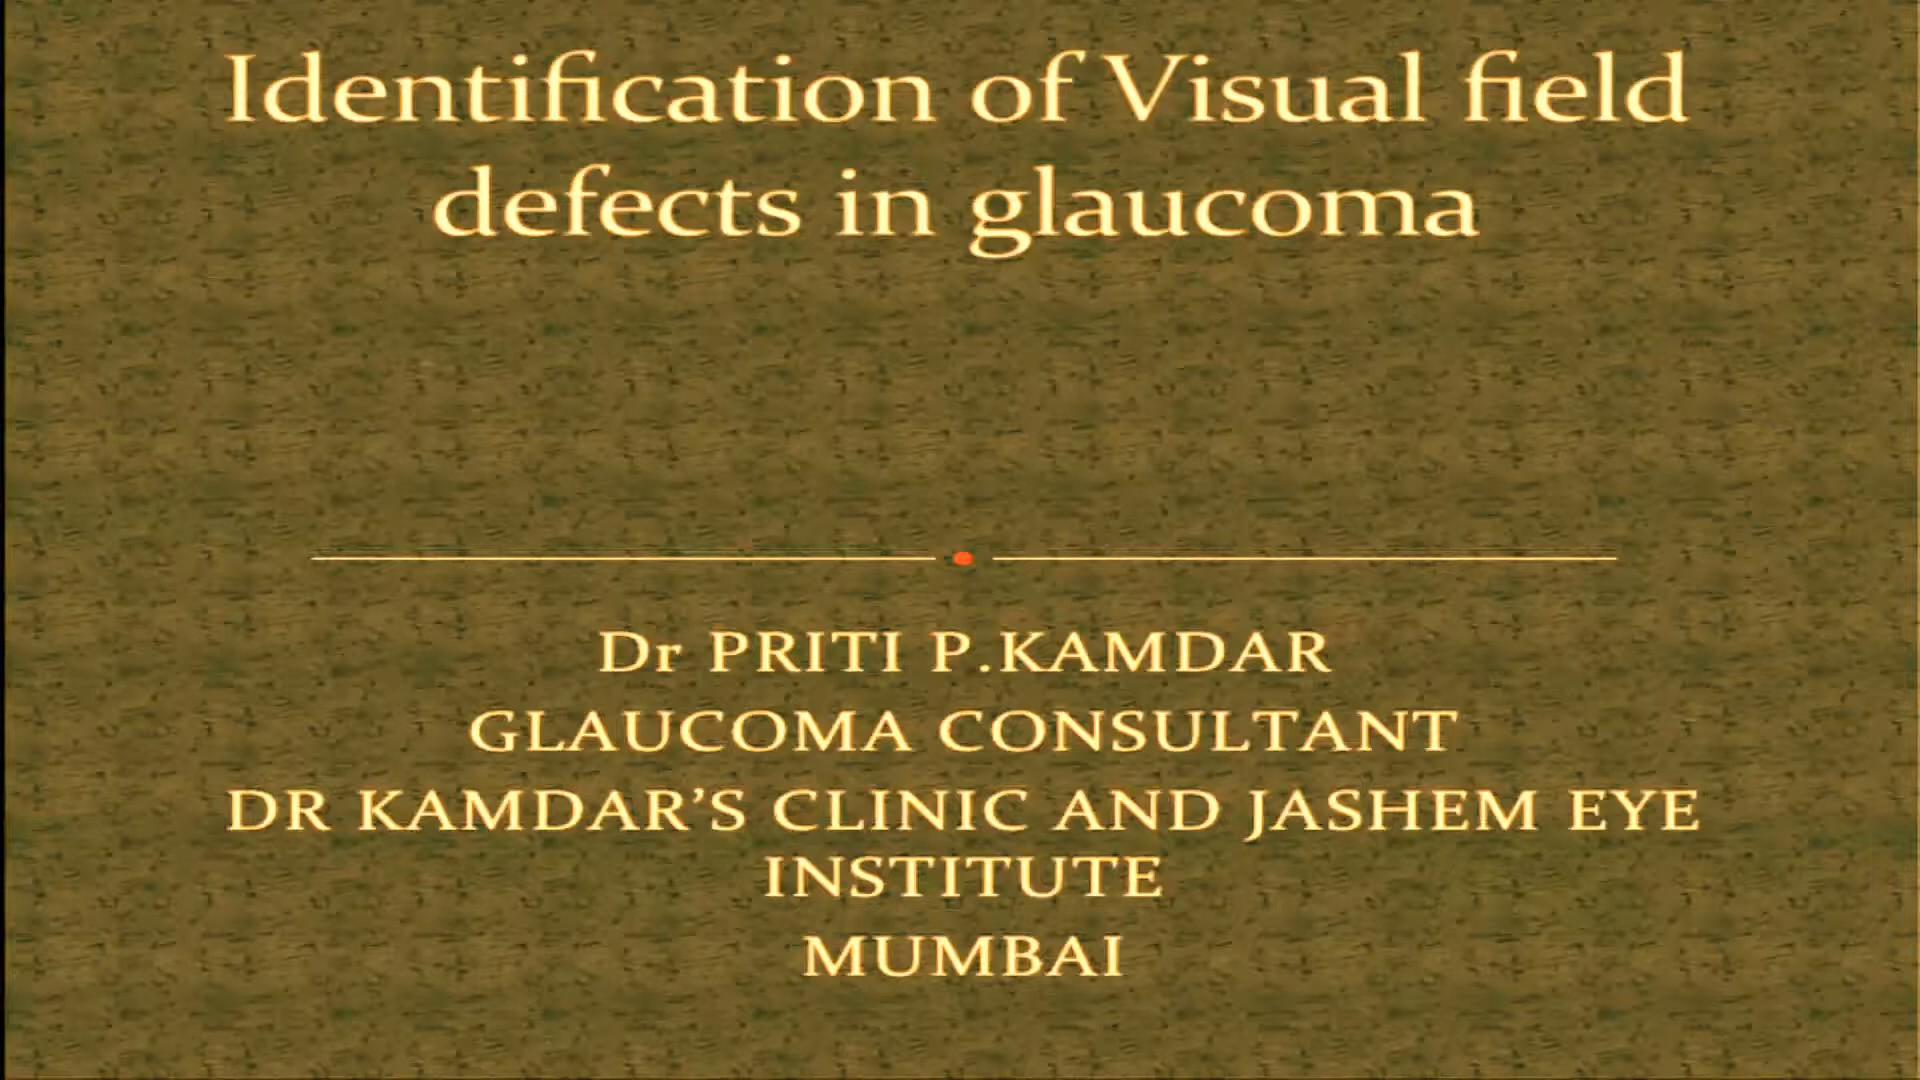 Identification of Visual field
defects in glaucoma
Dr PRITI P.KAMDAR
GLAUCOMA CONSULTANT
DR KAMDAR’S CLINIC AND JASHEM EYE
INSTITUTE
MUMBAI